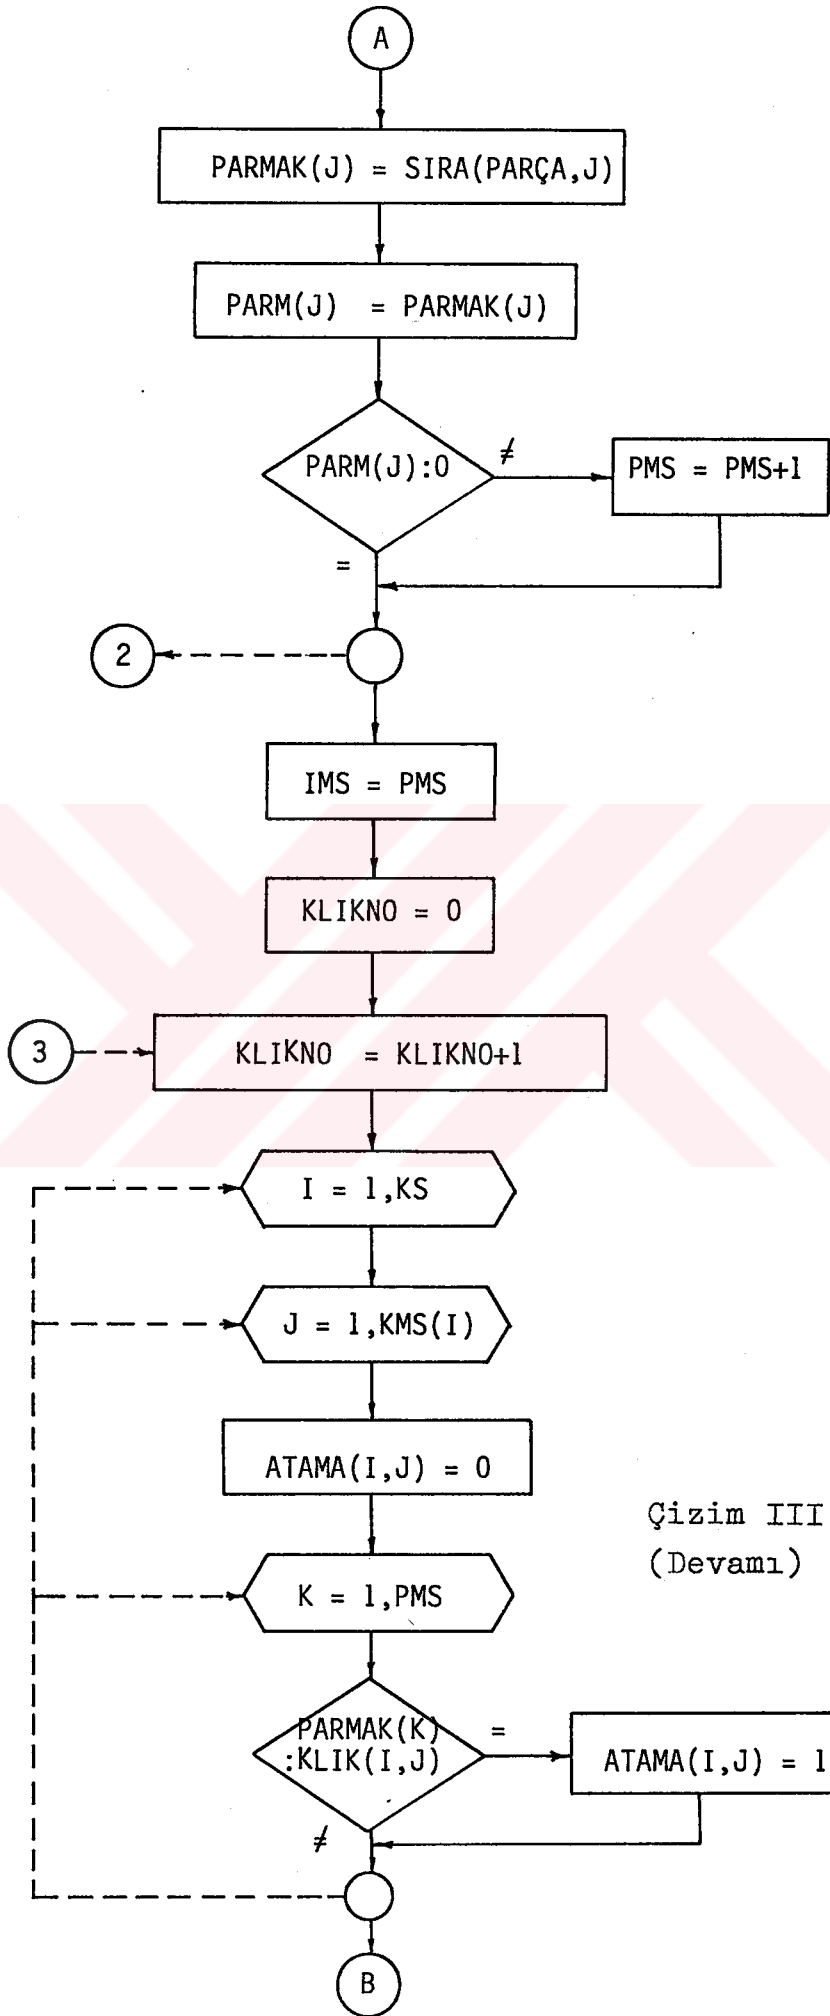 A
PARMAK(J) = SIRA(PARÇA,J)
PARM(J) = PARMAK(J)
PARM(J):0
≠
PMS = PMS+1
=
2
IMS = PMS
KLIKNO = 0
3
KLIKNO = KLIKNO+1
I = 1,KS
J = 1,KMS(I)
ATAMA(I,J) = 0
Çizim III
(Devamı)
K = 1,PMS
PARMAK(K)
:KLIK(I,J)
=
ATAMA(I,J) = 1
≠
B